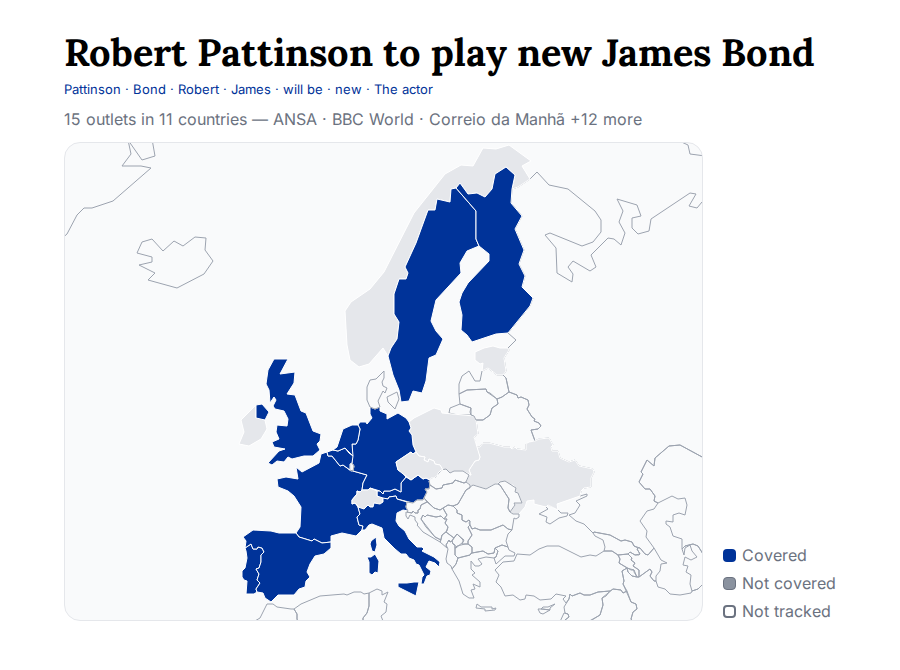 Robert Pattinson to play new James Bond
Pattinson · Bond · Robert · James · will be · new · The actor
15 outlets in 11 countries — ANSA · BBC World · Correio da Manhã +12 more
Covered
Not covered
Not tracked